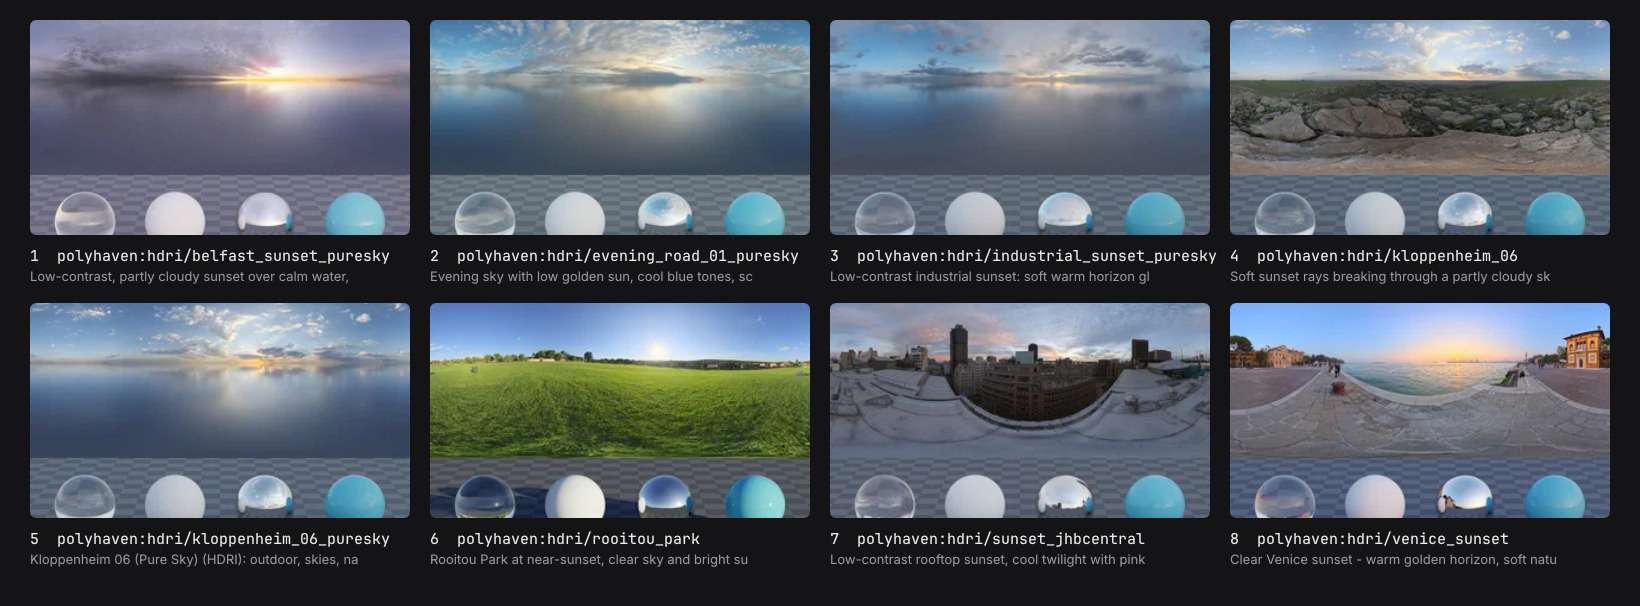 1 polyhaven:hdri/belfast_sunset_puresky
Low-contrast, partly cloudy sunset over calm water,
2 polyhaven:hdri/evening_road_01_puresky
Evening sky with low golden sun, cool blue tones, sc
3 polyhaven:hdri/industrial_sunset_puresky
Low-contrast industrial sunset: soft warm horizon gl
4 polyhaven:hdri/kloppenheim_06
Soft sunset rays breaking through a partly cloudy sk
5 polyhaven:hdri/kloppenheim_06_puresky
Kloppenheim 06 (Pure Sky) (HDRI): outdoor, skies, na
6 polyhaven:hdri/rooitou_park
Rooitou Park at near-sunset, clear sky and bright su
7 polyhaven:hdri/sunset_jhbcentral
Low-contrast rooftop sunset, cool twilight with pink
8 polyhaven:hdri/venice_sunset
Clear Venice sunset - warm golden horizon, soft natu